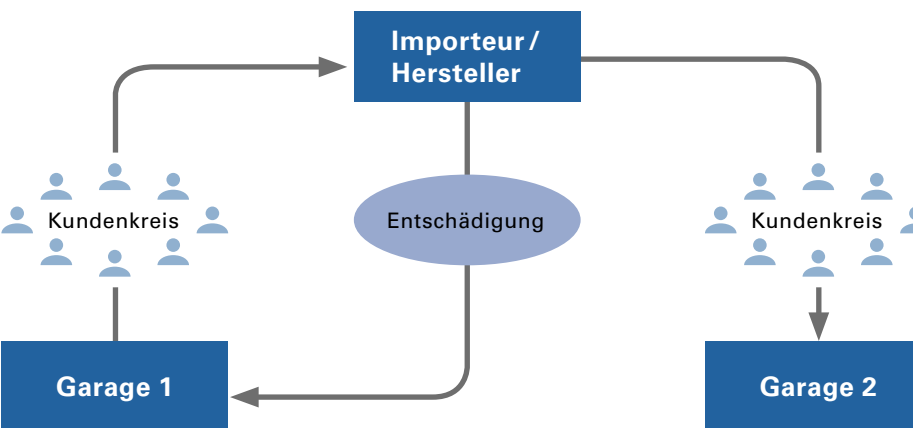 Importeur /
Hersteller
Kundenkreis
Entschädigung
Kundenkreis
Garage 1
Garage 2